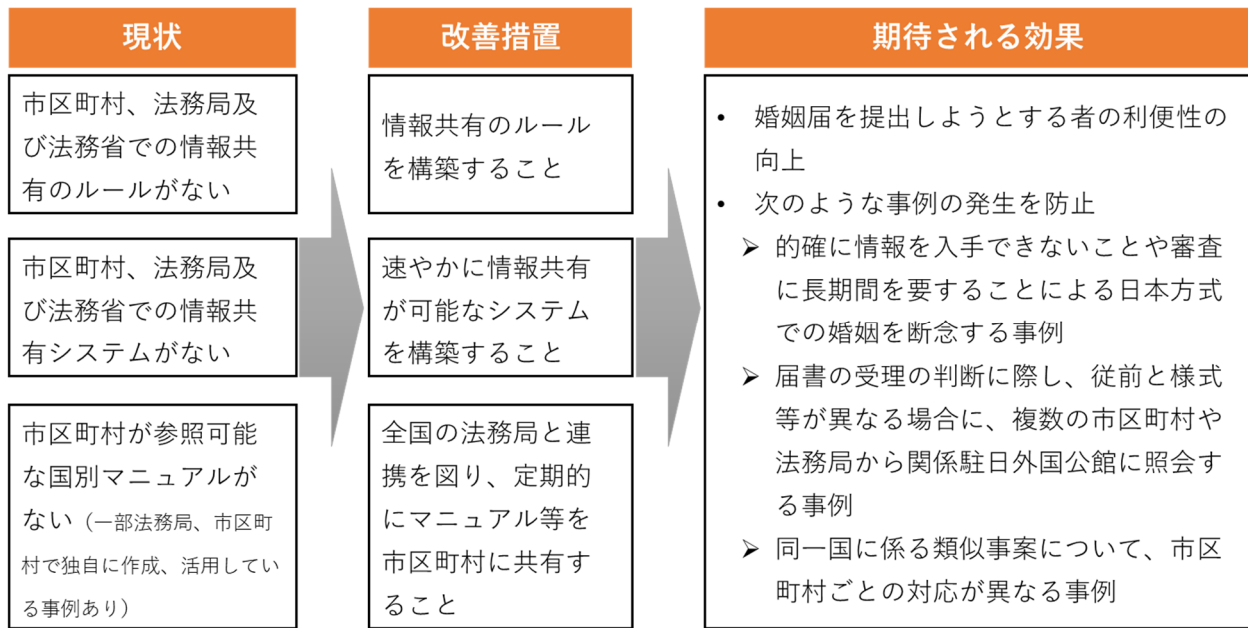 現状
市区町村、法務局及
び法務省での情報共
有のルールがない
市区町村、法務局及
び法務省での情報共
有システムがない
市区町村が参照可能
な国別マニュアルが
ない（一部法務局、市区町
村で独自に作成、活用してい
る事例あり）
改善措置
情報共有のルール
を構築すること
速やかに情報共有
が可能なシステム
を構築すること
全国の法務局と連
携を図り、定期的
にマニュアル等を
市区町村に共有す
ること
期待される効果
• 婚姻届を提出しようとする者の利便性の
向上
• 次のような事例の発生を防止
➢ 的確に情報を入手できないことや審査
に長期間を要することによる日本方式
での婚姻を断念する事例
➢ 届書の受理の判断に際し、従前と様式
等が異なる場合に、複数の市区町村や
法務局から関係駐日外国公館に照会す
る事例
➢ 同一国に係る類似事案について、市区
町村ごとの対応が異なる事例